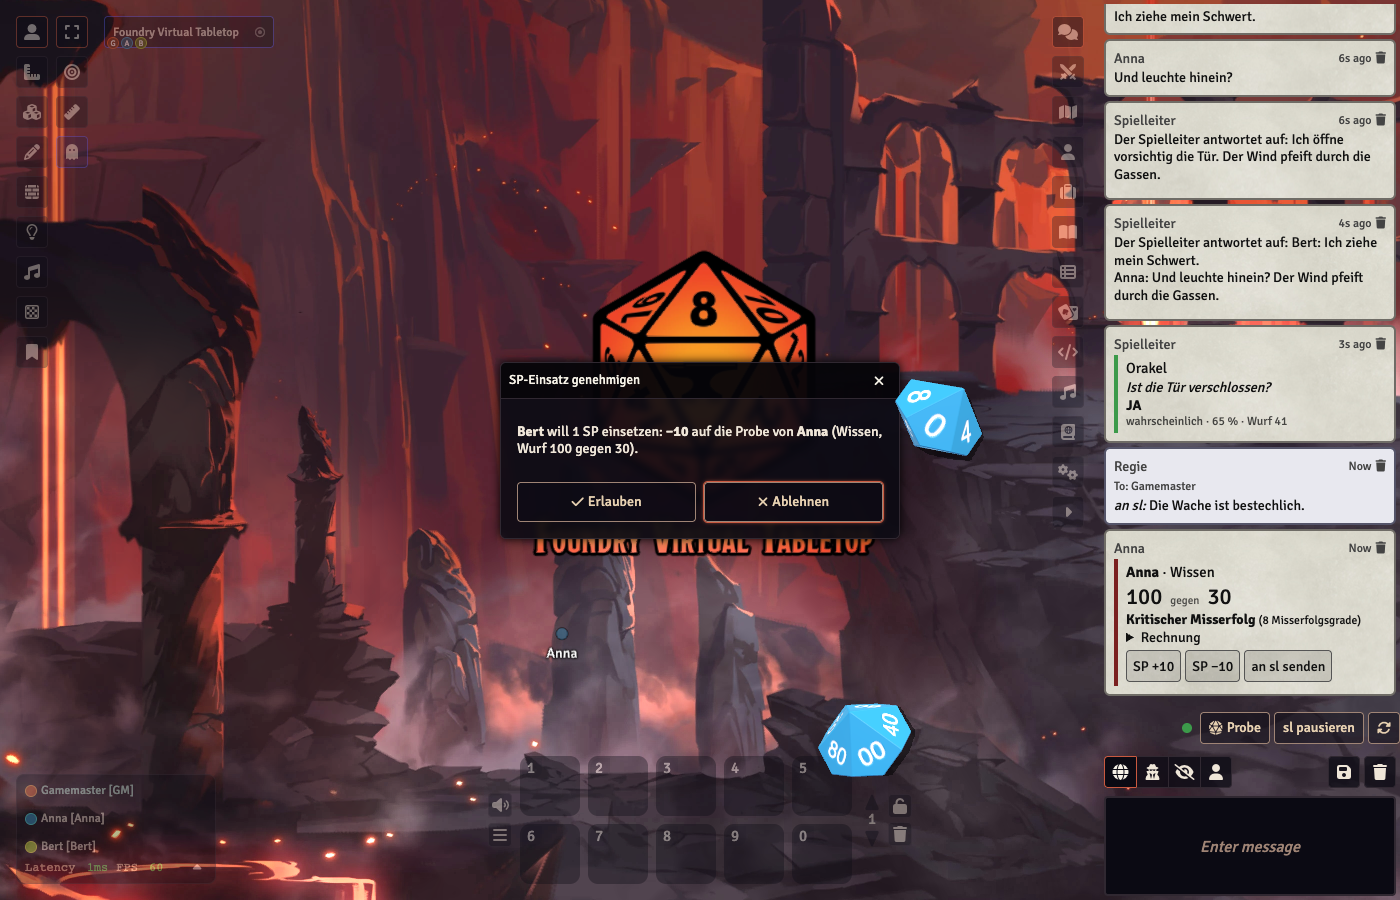 Foundry Virtual Tabletop
G A B
Ich ziehe mein Schwert.
Anna 6s ago
Und leuchte hinein?
Spielleiter 6s ago
Der Spielleiter antwortet auf: Ich öffne
vorsichtig die Tür. Der Wind pfeift durch die
Gassen.
Spielleiter 4s ago
Der Spielleiter antwortet auf: Bert: Ich ziehe
mein Schwert.
Anna: Und leuchte hinein? Der Wind pfeift
durch die Gassen.
Spielleiter 3s ago
Orakel
Ist die Tür verschlossen?
JA
wahrscheinlich · 65 % · Wurf 41
Regie Now
To: Gamemaster
an sl: Die Wache ist bestechlich.
Anna Now
Anna · Wissen
100 gegen 30
Kritischer Misserfolg (8 Misserfolgsgrade)
Rechnung
SP +10 SP −10 an sl senden
Probe sl pausieren
Enter message
8
SP-Einsatz genehmigen
Bert will 1 SP einsetzen: −10 auf die Probe von Anna (Wissen,
Wurf 100 gegen 30).
Erlauben Ablehnen
FOUNDRY VIRTUAL TABLETOP
8 0 4
Anna
80 00 40
1 2 3 4 5
1
6 7 8 9 0
Gamemaster [GM]
Anna [Anna]
Bert [Bert]
Latency 1ms FPS 60